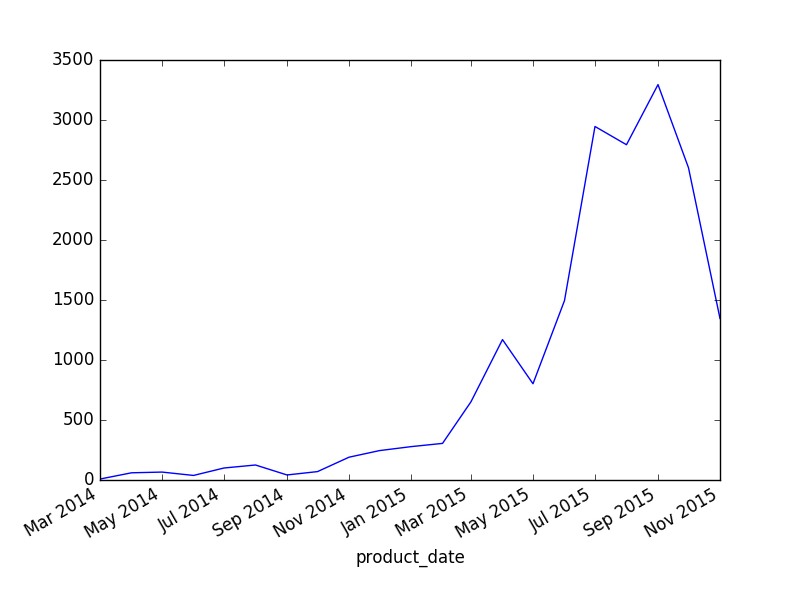 3500
3000
2500
2000
1500
1000
500
0
Mar 2014
May 2014
Jul 2014
Sep 2014
Nov 2014
Jan 2015
Mar 2015
May 2015
Jul 2015
Sep 2015
Nov 2015
product_date